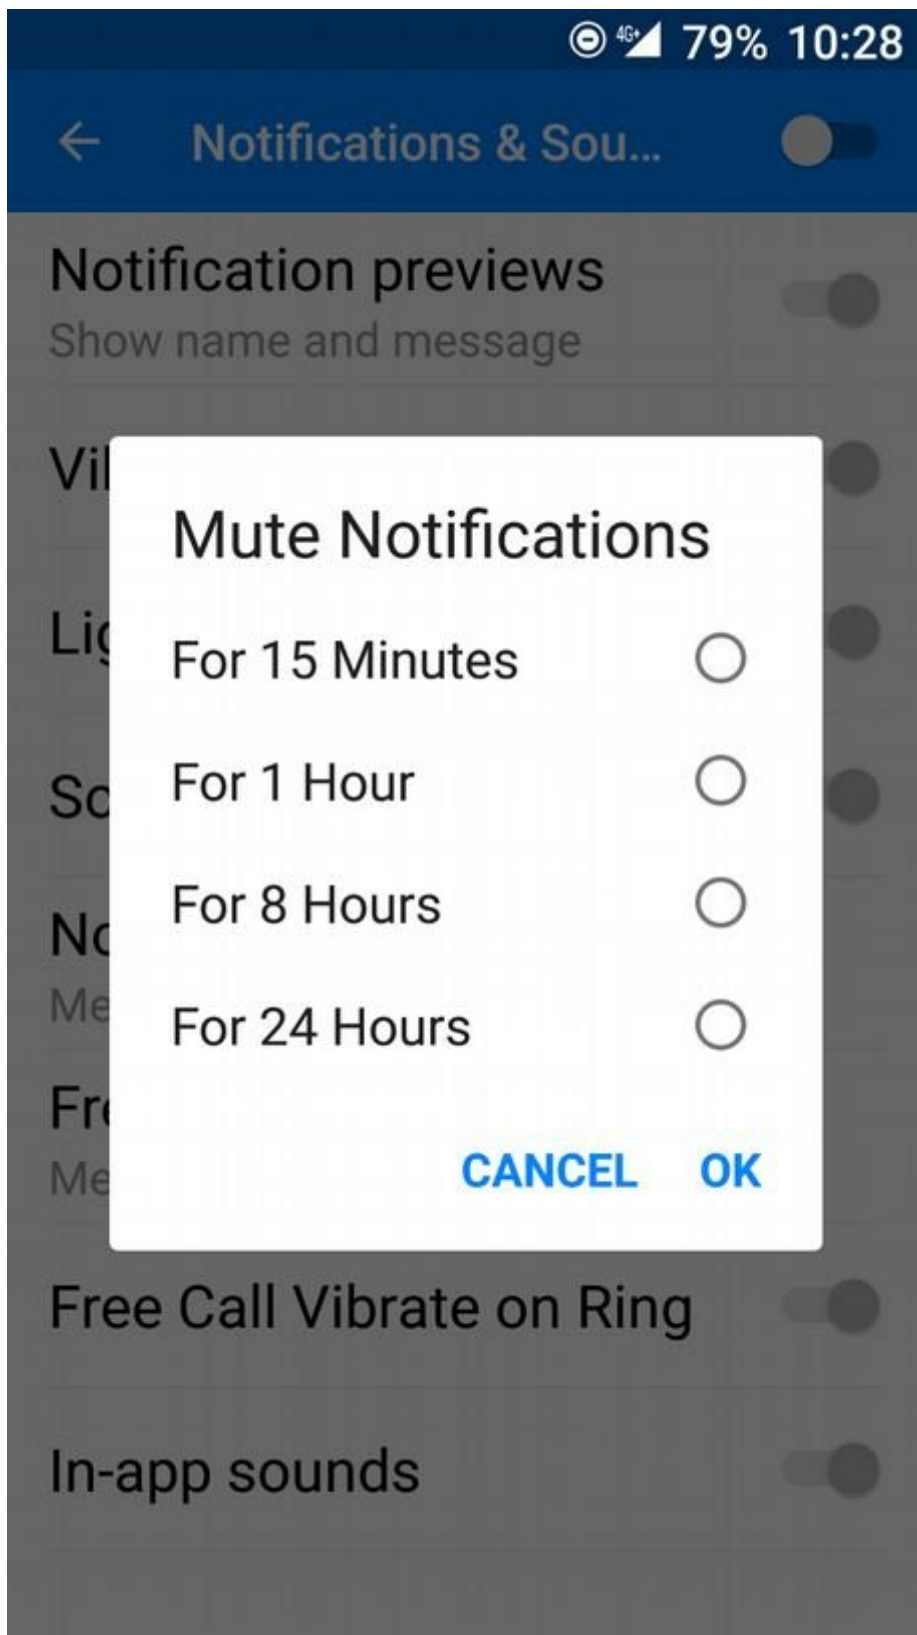 4G+ 79% 10:28
Notifications & Sou...
Notification previews
Show name and message
Mute Notifications
For 15 Minutes
For 1 Hour
For 8 Hours
For 24 Hours
CANCEL OK
Free Call Vibrate on Ring
In-app sounds